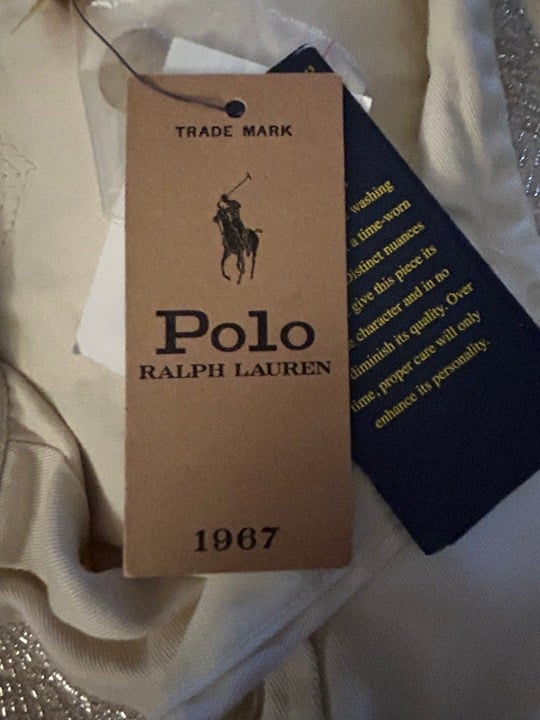 TRADE MARK
Polo
RALPH LAUREN
1967
washing
a time-worn
Distinct nuances
give this piece its
character and in no
diminish its quality. Over
time, proper care will only
enhance its personality.